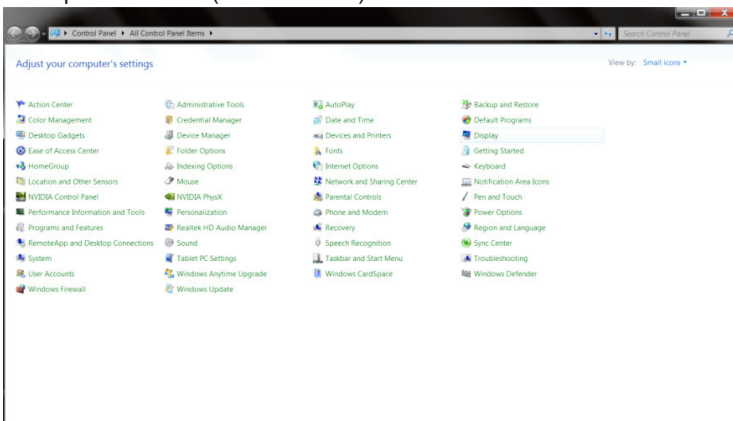 Control Panel ▸ All Control Panel Items ▸
Search Control Panel
Adjust your computer's settings
View by: Small icons
Action Center Administrative Tools AutoPlay Backup and Restore
Color Management Credential Manager Date and Time Default Programs
Desktop Gadgets Device Manager Devices and Printers Display
Ease of Access Center Folder Options Fonts Getting Started
HomeGroup Indexing Options Internet Options Keyboard
Location and Other Sensors Mouse Network and Sharing Center Notification Area Icons
NVIDIA Control Panel NVIDIA PhysX Parental Controls Pen and Touch
Performance Information and Tools Personalization Phone and Modem Power Options
Programs and Features Realtek HD Audio Manager Recovery Region and Language
RemoteApp and Desktop Connections Sound Speech Recognition Sync Center
System Tablet PC Settings Taskbar and Start Menu Troubleshooting
User Accounts Windows Anytime Upgrade Windows CardSpace Windows Defender
Windows Firewall Windows Update